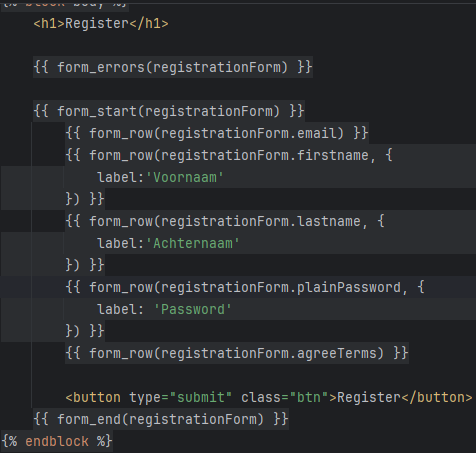 {% block body %}
<h1>Register</h1>
{{ form_errors(registrationForm) }}
{{ form_start(registrationForm) }}
{{ form_row(registrationForm.email) }}
{{ form_row(registrationForm.firstname, {
label:'Voornaam'
}) }}
{{ form_row(registrationForm.lastname, {
label:'Achternaam'
}) }}
{{ form_row(registrationForm.plainPassword, {
label: 'Password'
}) }}
{{ form_row(registrationForm.agreeTerms) }}
<button type="submit" class="btn">Register</button>
{{ form_end(registrationForm) }}
{% endblock %}